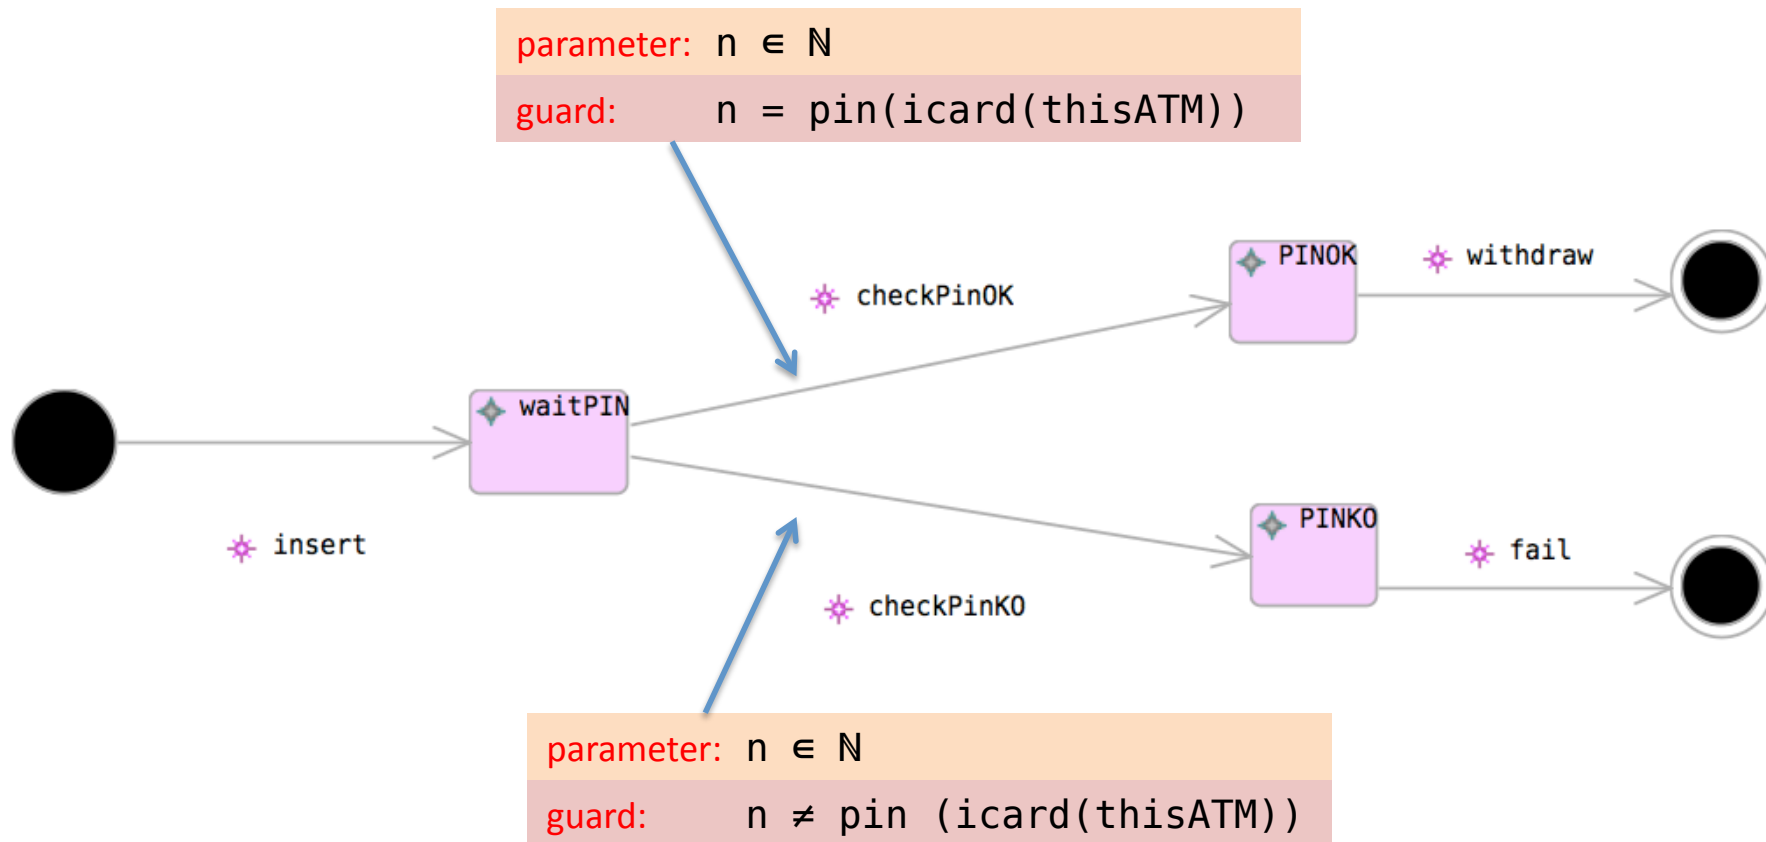 parameter: n ∈ ℕ
guard: n = pin(icard(thisATM))
PINOK
withdraw
checkPinOK
waitPIN
PINKO
insert
fail
checkPinKO
parameter: n ∈ ℕ
guard: n ≠ pin (icard(thisATM))